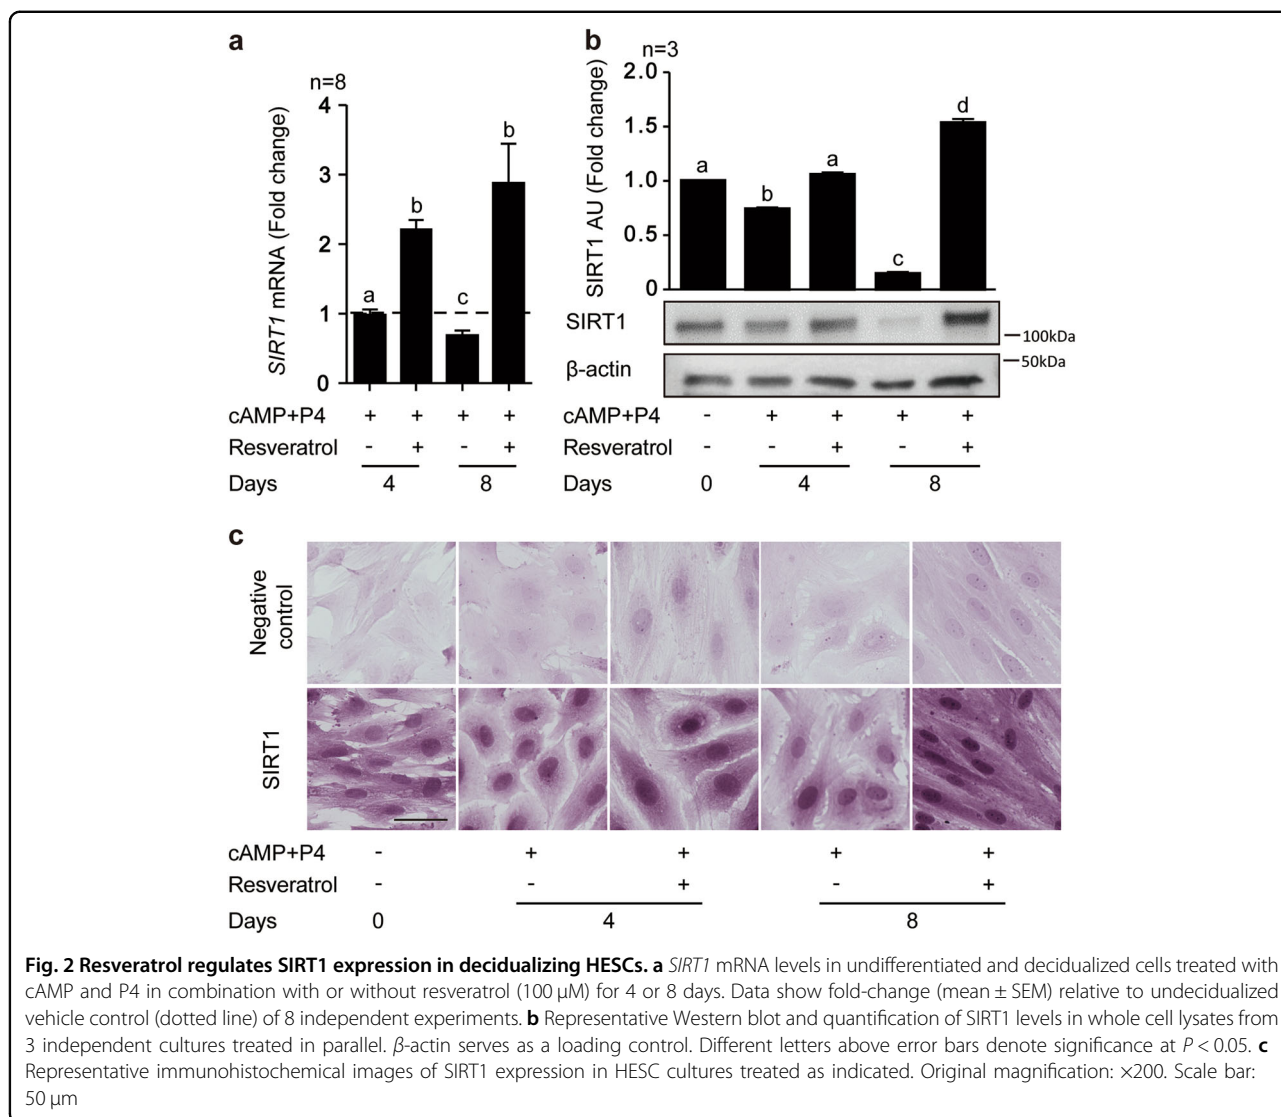 a
n=8
SIRT1 mRNA (Fold change)
4
3
2
1
0
a
b
c
b
cAMP+P4 + + + +
Resveratrol - + - +
Days 4 8
b
n=3
SIRT1 AU (Fold change)
2.0
1.5
1.0
0.5
0
a
b
a
c
d
SIRT1
100kDa
β-actin
50kDa
cAMP+P4 - + + + +
Resveratrol - - + - +
Days 0 4 8
c
Negative
control
SIRT1
cAMP+P4 - + + + +
Resveratrol - - + - +
Days 0 4 8
Fig. 2 Resveratrol regulates SIRT1 expression in decidualizing HESCs. a SIRT1 mRNA levels in undifferentiated and decidualized cells treated with
cAMP and P4 in combination with or without resveratrol (100 μM) for 4 or 8 days. Data show fold-change (mean ± SEM) relative to undecidualized
vehicle control (dotted line) of 8 independent experiments. b Representative Western blot and quantification of SIRT1 levels in whole cell lysates from
3 independent cultures treated in parallel. β-actin serves as a loading control. Different letters above error bars denote significance at P < 0.05. c
Representative immunohistochemical images of SIRT1 expression in HESC cultures treated as indicated. Original magnification: ×200. Scale bar:
50 μm